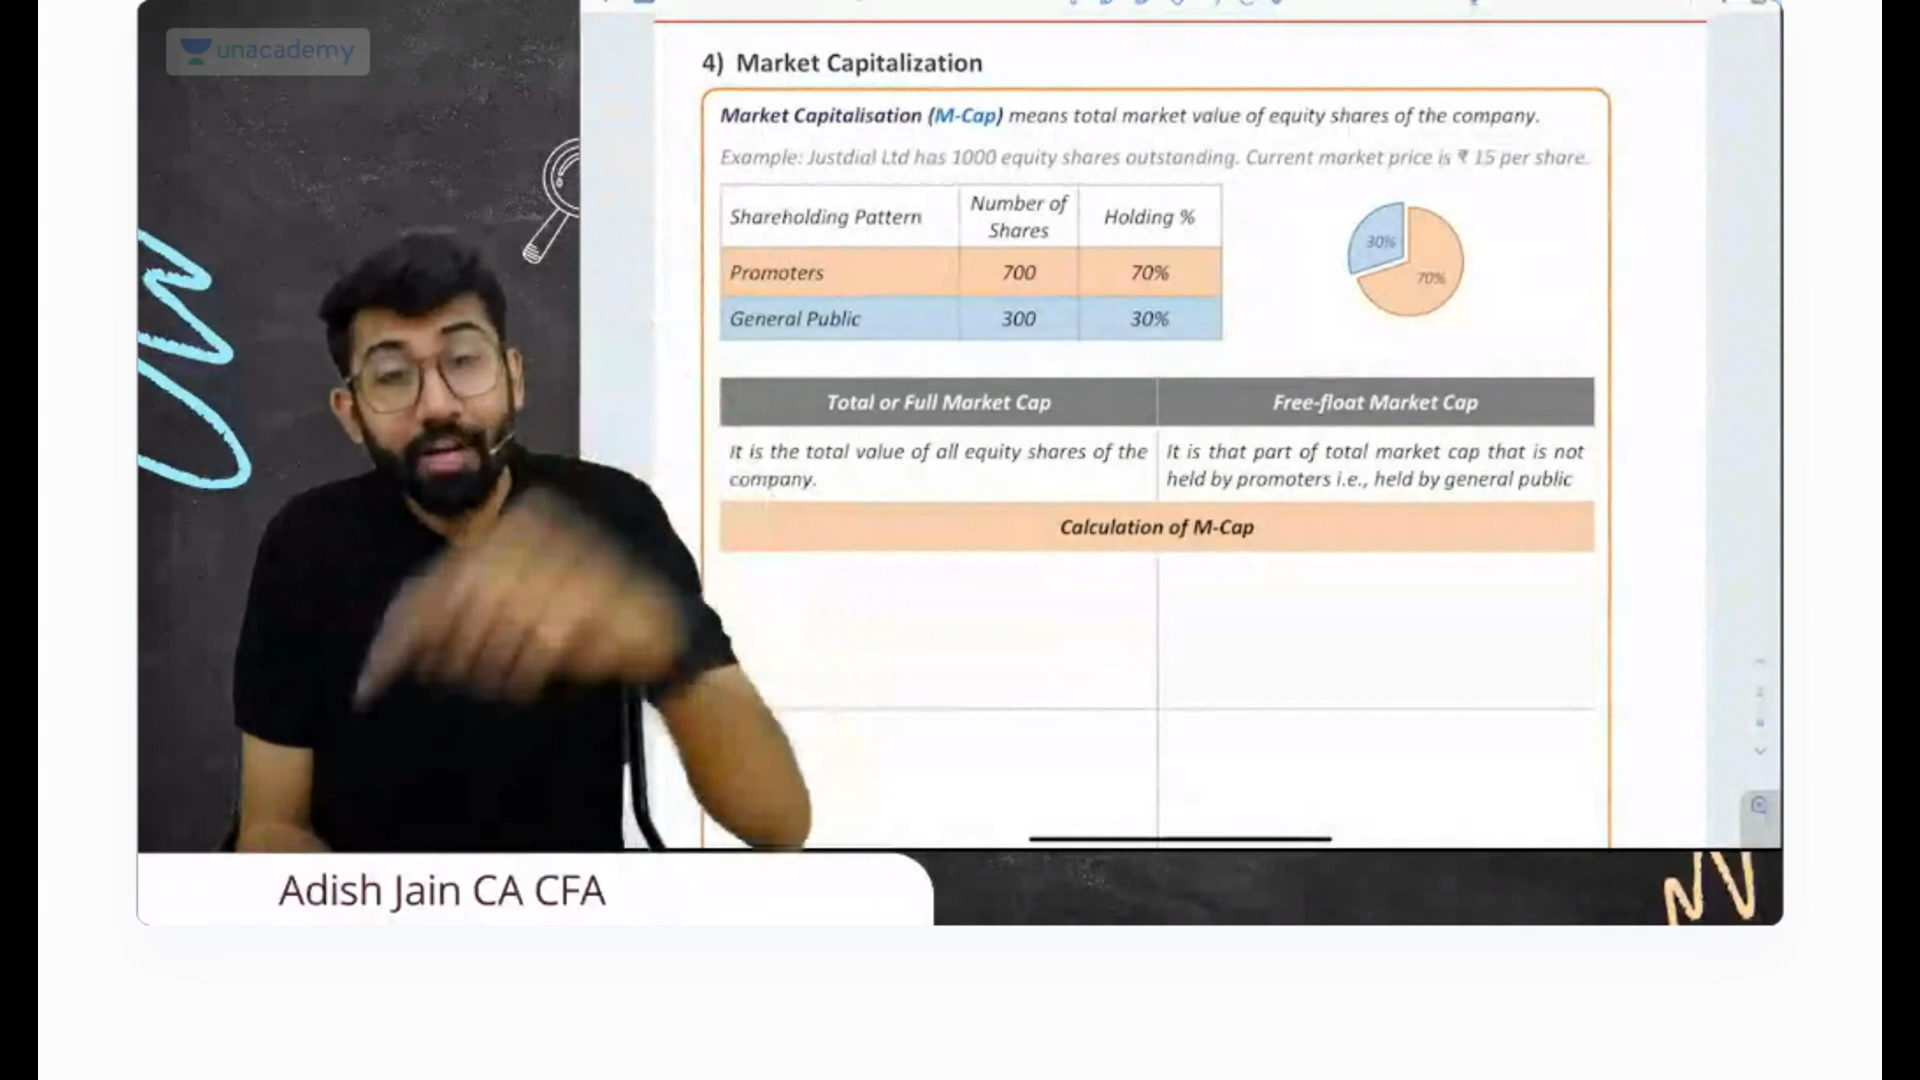 unacademy
4) Market Capitalization
Market Capitalisation (M-Cap) means total market value of equity shares of the company.
Example: Justdial Ltd has 1000 equity shares outstanding. Current market price is ₹ 15 per share.
Shareholding Pattern
Number of
Shares
Holding %
Promoters 700 70%
General Public 300 30%
30%
70%
Total or Full Market Cap
Free-float Market Cap
It is the total value of all equity shares of the
company.
It is that part of total market cap that is not
held by promoters i.e., held by general public
Calculation of M-Cap
Adish Jain CA CFA